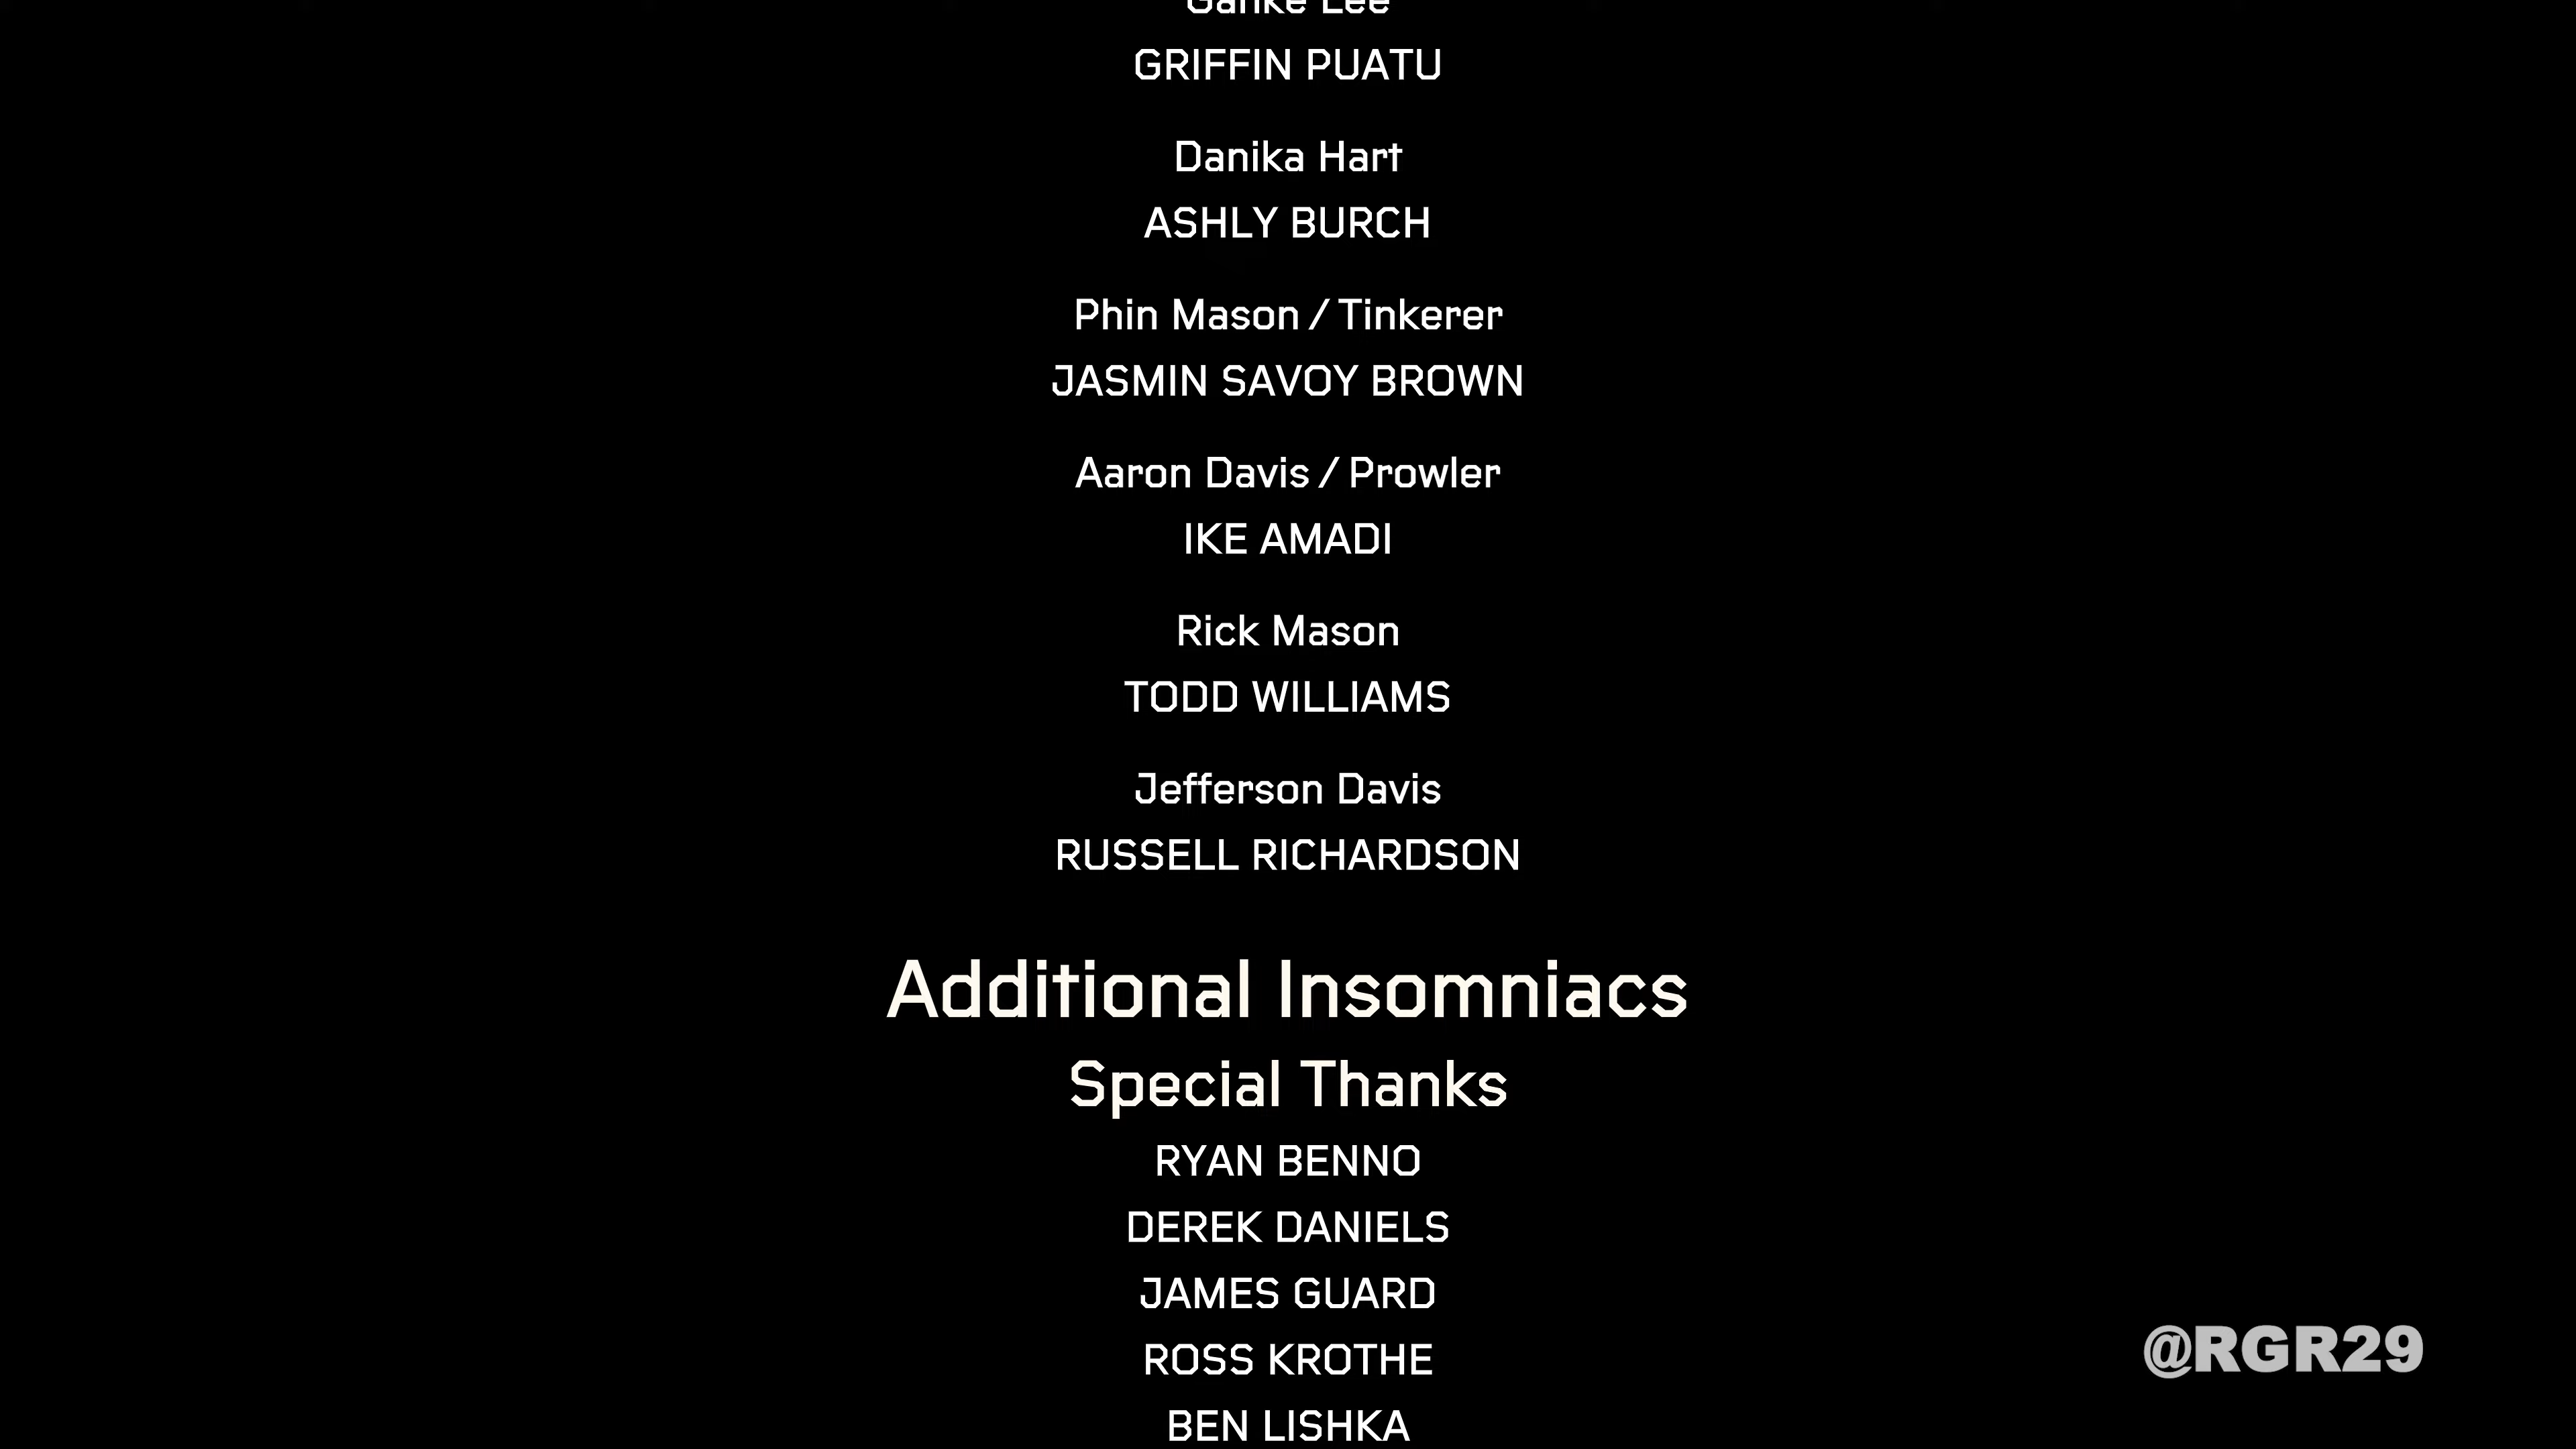 Ganke Lee
GRIFFIN PUATU
Danika Hart
ASHLY BURCH
Phin Mason / Tinkerer
JASMIN SAVOY BROWN
Aaron Davis / Prowler
IKE AMADI
Rick Mason
TODD WILLIAMS
Jefferson Davis
RUSSELL RICHARDSON
Additional Insomniacs
Special Thanks
RYAN BENNO
DEREK DANIELS
JAMES GUARD
ROSS KROTHE
BEN LISHKA
@RGR29